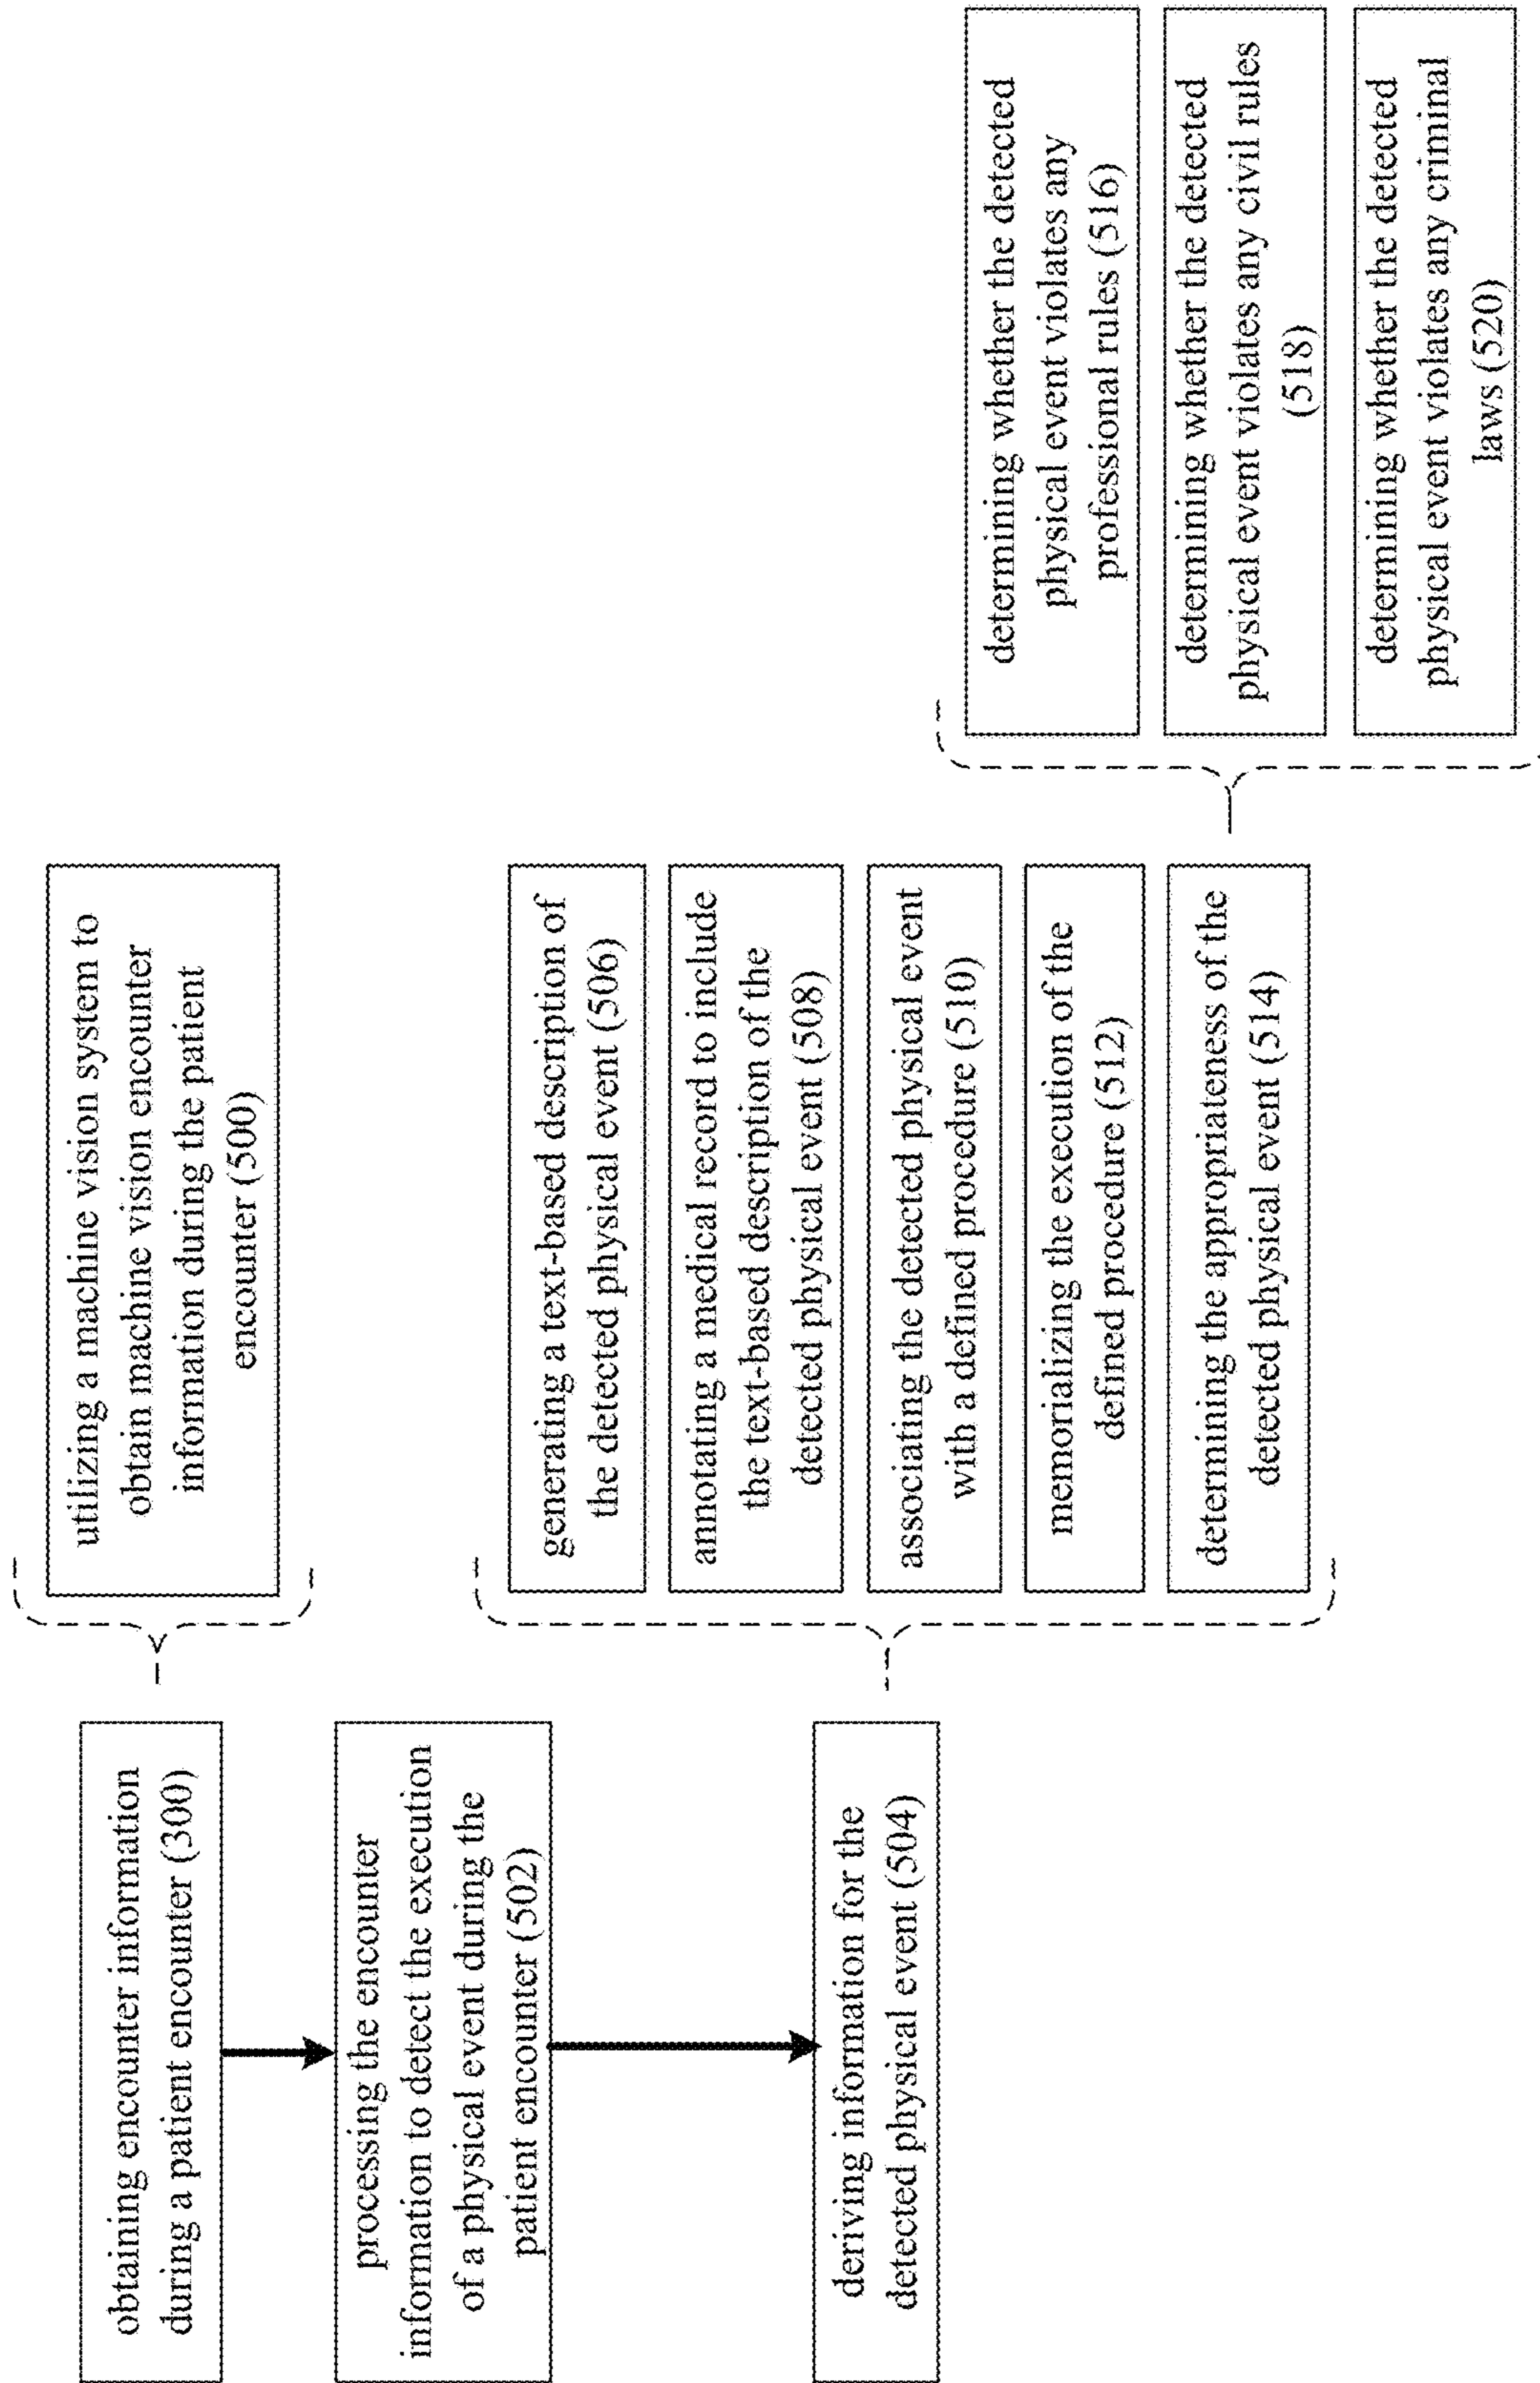 obtaining encounter information
during a patient encounter (300)
utilizing a machine vision system to
obtain machine vision encounter
information during the patient
encounter (500)
processing the encounter
information to detect the execution
of a physical event during the
patient encounter (502)
deriving information for the
detected physical event (504)
generating a text-based description of
the detected physical event (506)
annotating a medical record to include
the text-based description of the
detected physical event (508)
associating the detected physical event
with a defined procedure (510)
memorializing the execution of the
defined procedure (512)
determining the appropriateness of the
detected physical event (514)
determining whether the detected
physical event violates any
professional rules (516)
determining whether the detected
physical event violates any civil rules
(518)
determining whether the detected
physical event violates any criminal
laws (520)